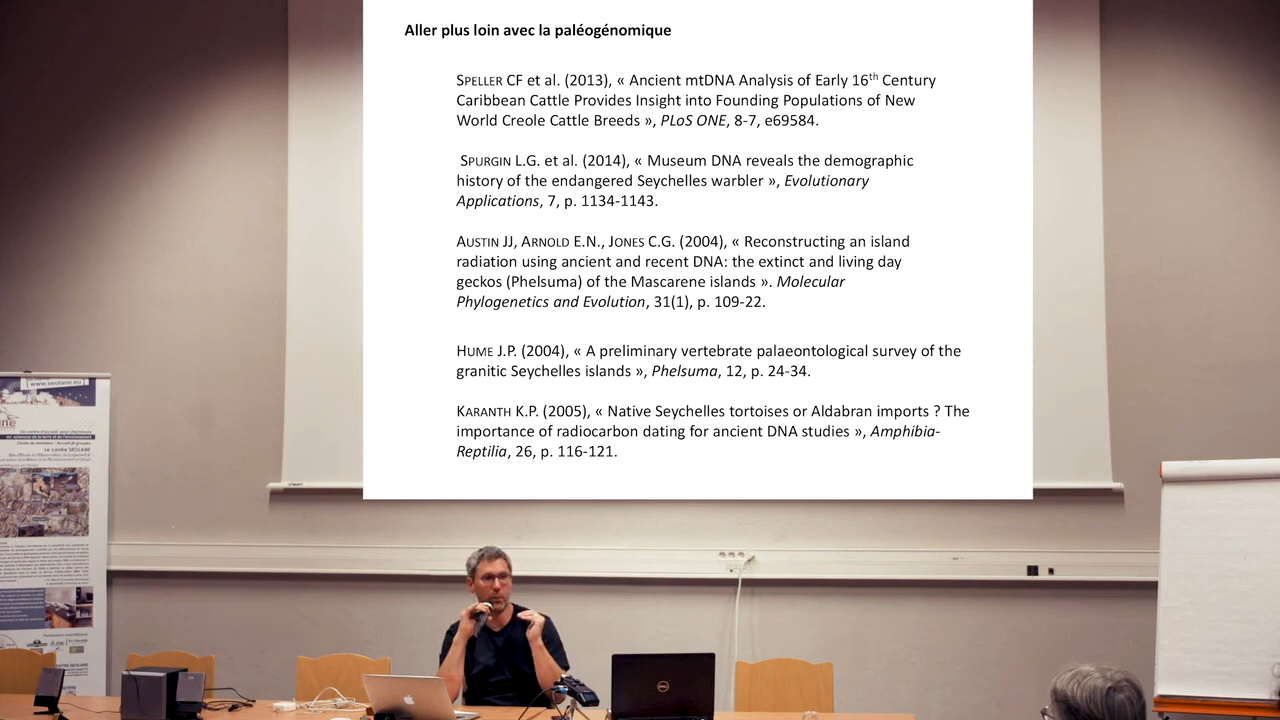 Aller plus loin avec la paléogénomique
SPELLER CF et al. (2013), « Ancient mtDNA Analysis of Early 16th Century
Caribbean Cattle Provides Insight into Founding Populations of New
World Creole Cattle Breeds », PLoS ONE, 8-7, e69584.
SPURGIN L.G. et al. (2014), « Museum DNA reveals the demographic
history of the endangered Seychelles warbler », Evolutionary
Applications, 7, p. 1134-1143.
AUSTIN JJ, ARNOLD E.N., JONES C.G. (2004), « Reconstructing an island
radiation using ancient and recent DNA: the extinct and living day
geckos (Phelsuma) of the Mascarene islands ». Molecular
Phylogenetics and Evolution, 31(1), p. 109-22.
HUME J.P. (2004), « A preliminary vertebrate palaeontological survey of the
granitic Seychelles islands », Phelsuma, 12, p. 24-34.
KARANTH K.P. (2005), « Native Seychelles tortoises or Aldabran imports ? The
importance of radiocarbon dating for ancient DNA studies », Amphibia-
Reptilia, 26, p. 116-121.
www.seolane.eu
Le centre SEOLANE
DELL